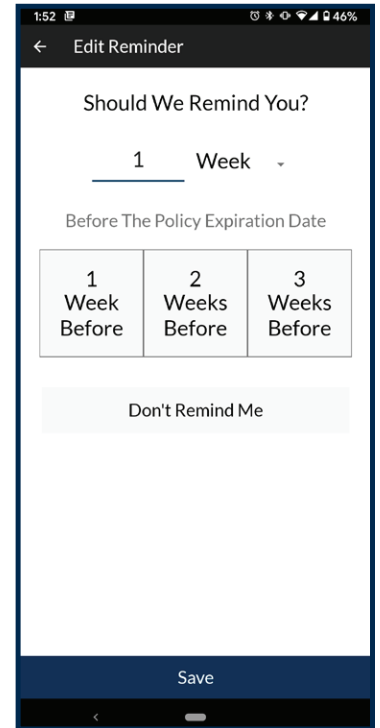 1:52 46%
Edit Reminder
Should We Remind You?
1 Week
Before The Policy Expiration Date
1 Week Before
2 Weeks Before
3 Weeks Before
Don't Remind Me
Save